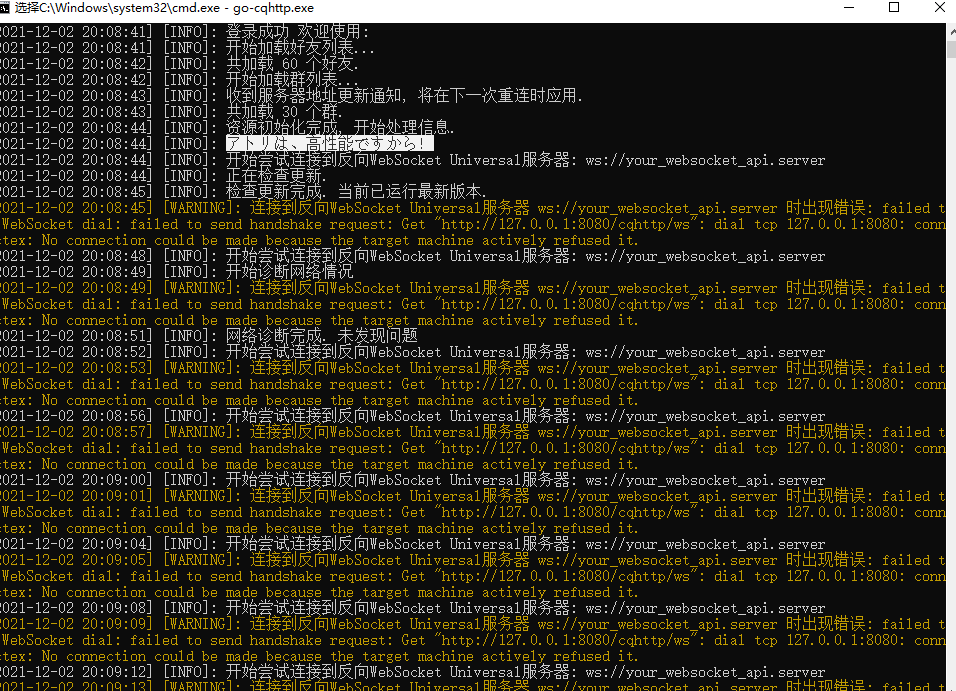 选择C:\Windows\system32\cmd.exe - go-cqhttp.exe
2021-12-02 20:08:41] [INFO]: 登录成功 欢迎使用:
2021-12-02 20:08:41] [INFO]: 开始加载好友列表...
2021-12-02 20:08:42] [INFO]: 共加载 60 个好友.
2021-12-02 20:08:42] [INFO]: 开始加载群列表...
2021-12-02 20:08:43] [INFO]: 收到服务器地址更新通知, 将在下一次重连时应用.
2021-12-02 20:08:43] [INFO]: 共加载 30 个群.
2021-12-02 20:08:44] [INFO]: 资源初始化完成, 开始处理信息.
2021-12-02 20:08:44] [INFO]: アトリは、高性能ですから!
2021-12-02 20:08:44] [INFO]: 开始尝试连接到反向WebSocket Universal服务器: ws://your_websocket_api.server
2021-12-02 20:08:44] [INFO]: 正在检查更新.
2021-12-02 20:08:45] [INFO]: 检查更新完成. 当前已运行最新版本.
2021-12-02 20:08:45] [WARNING]: 连接到反向WebSocket Universal服务器 ws://your_websocket_api.server 时出现错误: failed t
WebSocket dial: failed to send handshake request: Get "http://127.0.0.1:8080/cqhttp/ws": dial tcp 127.0.0.1:8080: conn
ctex: No connection could be made because the target machine actively refused it.
2021-12-02 20:08:48] [INFO]: 开始尝试连接到反向WebSocket Universal服务器: ws://your_websocket_api.server
2021-12-02 20:08:49] [INFO]: 开始诊断网络情况
2021-12-02 20:08:49] [WARNING]: 连接到反向WebSocket Universal服务器 ws://your_websocket_api.server 时出现错误: failed t
WebSocket dial: failed to send handshake request: Get "http://127.0.0.1:8080/cqhttp/ws": dial tcp 127.0.0.1:8080: conn
ctex: No connection could be made because the target machine actively refused it.
2021-12-02 20:08:51] [INFO]: 网络诊断完成. 未发现问题
2021-12-02 20:08:52] [INFO]: 开始尝试连接到反向WebSocket Universal服务器: ws://your_websocket_api.server
2021-12-02 20:08:53] [WARNING]: 连接到反向WebSocket Universal服务器 ws://your_websocket_api.server 时出现错误: failed t
WebSocket dial: failed to send handshake request: Get "http://127.0.0.1:8080/cqhttp/ws": dial tcp 127.0.0.1:8080: conn
ctex: No connection could be made because the target machine actively refused it.
2021-12-02 20:08:56] [INFO]: 开始尝试连接到反向WebSocket Universal服务器: ws://your_websocket_api.server
2021-12-02 20:08:57] [WARNING]: 连接到反向WebSocket Universal服务器 ws://your_websocket_api.server 时出现错误: failed t
WebSocket dial: failed to send handshake request: Get "http://127.0.0.1:8080/cqhttp/ws": dial tcp 127.0.0.1:8080: conn
ctex: No connection could be made because the target machine actively refused it.
2021-12-02 20:09:00] [INFO]: 开始尝试连接到反向WebSocket Universal服务器: ws://your_websocket_api.server
2021-12-02 20:09:01] [WARNING]: 连接到反向WebSocket Universal服务器 ws://your_websocket_api.server 时出现错误: failed t
WebSocket dial: failed to send handshake request: Get "http://127.0.0.1:8080/cqhttp/ws": dial tcp 127.0.0.1:8080: conn
ctex: No connection could be made because the target machine actively refused it.
2021-12-02 20:09:04] [INFO]: 开始尝试连接到反向WebSocket Universal服务器: ws://your_websocket_api.server
2021-12-02 20:09:05] [WARNING]: 连接到反向WebSocket Universal服务器 ws://your_websocket_api.server 时出现错误: failed t
WebSocket dial: failed to send handshake request: Get "http://127.0.0.1:8080/cqhttp/ws": dial tcp 127.0.0.1:8080: conn
ctex: No connection could be made because the target machine actively refused it.
2021-12-02 20:09:08] [INFO]: 开始尝试连接到反向WebSocket Universal服务器: ws://your_websocket_api.server
2021-12-02 20:09:09] [WARNING]: 连接到反向WebSocket Universal服务器 ws://your_websocket_api.server 时出现错误: failed t
WebSocket dial: failed to send handshake request: Get "http://127.0.0.1:8080/cqhttp/ws": dial tcp 127.0.0.1:8080: conn
ctex: No connection could be made because the target machine actively refused it.
2021-12-02 20:09:12] [INFO]: 开始尝试连接到反向WebSocket Universal服务器: ws://your_websocket_api.server
2021-12-02 20:09:13] [WARNING]: 连接到反向WebSocket Universal服务器 ws://your_websocket_api.server 时出现错误: failed t